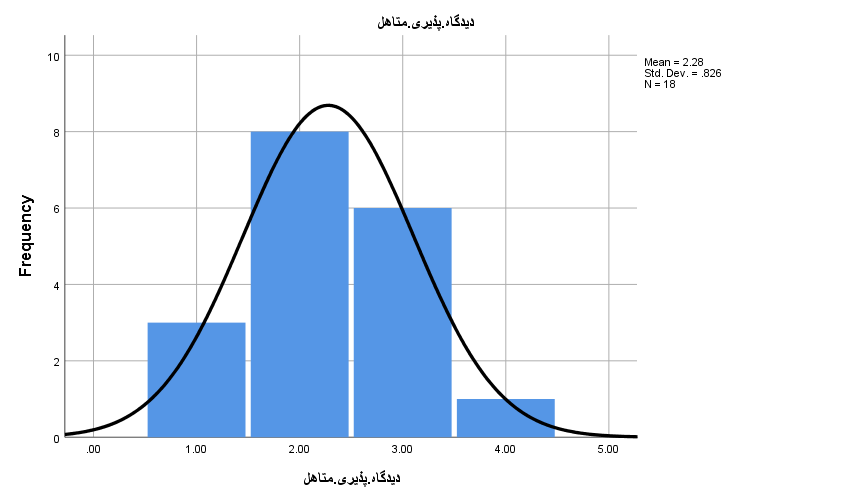 دیدگاه.پذیری.متاهل
Mean = 2.28
Std. Dev. = .826
N = 18
Frequency
10
8
6
4
2
0
.00
1.00
2.00
3.00
4.00
5.00
دیدگاه.پذیری.متاهل